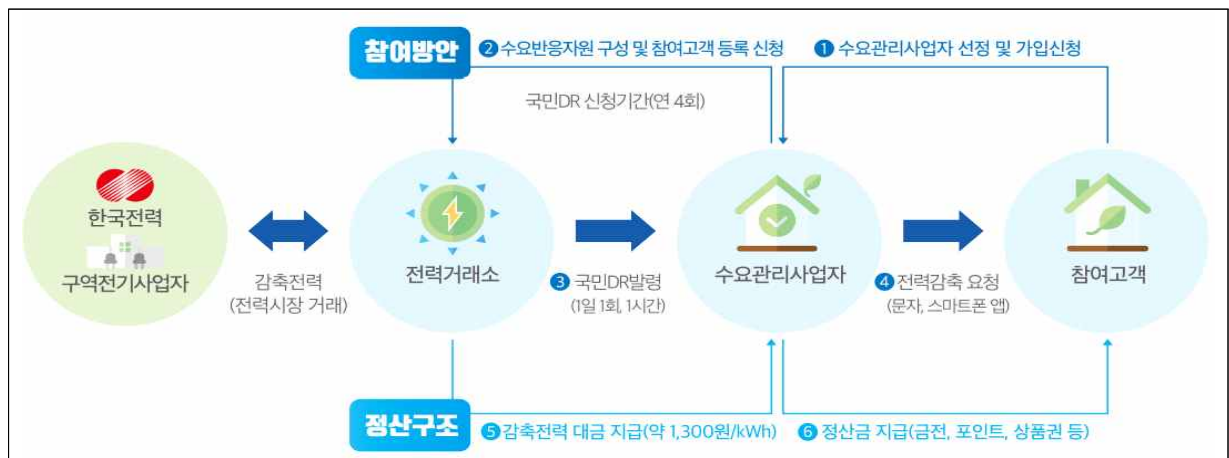 참여방안
❷ 수요반응자원 구성 및 참여고객 등록 신청
❶ 수요관리사업자 선정 및 가입신청
국민DR 신청기간(연 4회)
한국전력
구역전기사업자
감축전력
(전력시장 거래)
전력거래소
❸ 국민DR발령
(1일 1회, 1시간)
수요관리사업자
❹ 전력감축 요청
(문자, 스마트폰 앱)
참여고객
정산구조
❺ 감축전력 대금 지급(약 1,300원/kWh)
❻ 정산금 지급(금전, 포인트, 상품권 등)